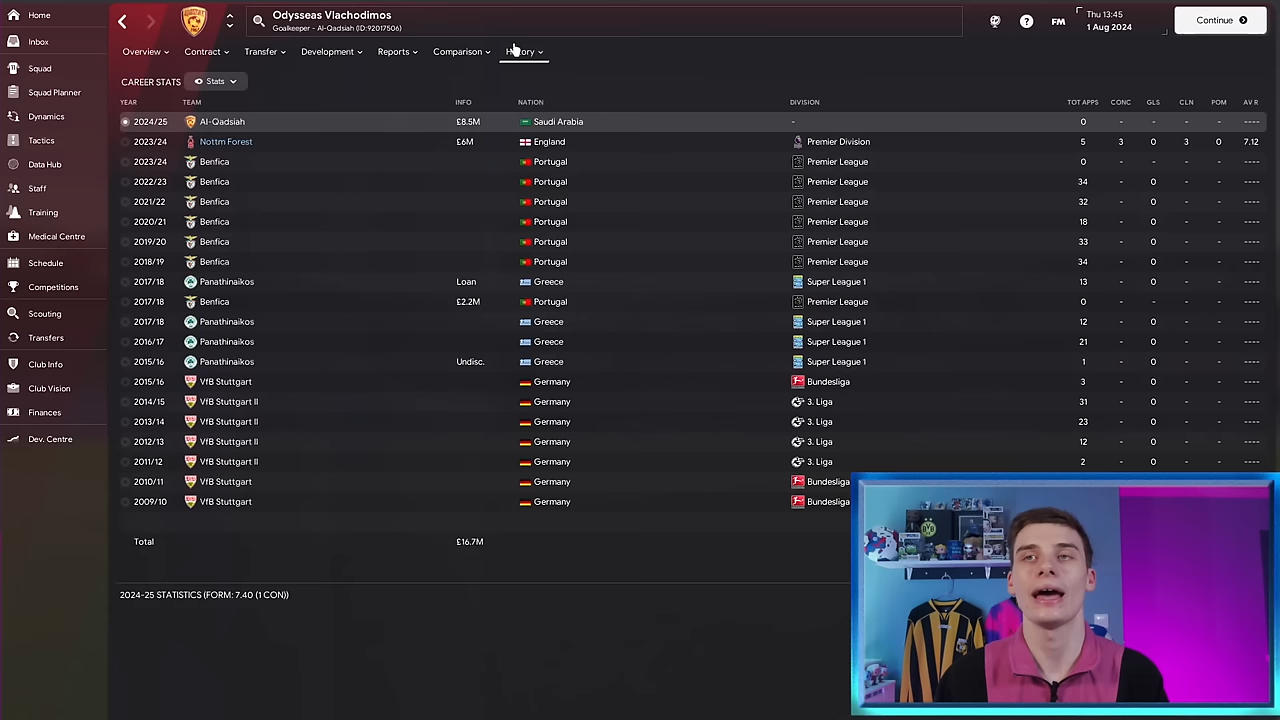 Home
Inbox
Squad
Squad Planner
Dynamics
Tactics
Data Hub
Staff
Training
Medical Centre
Schedule
Competitions
Scouting
Transfers
Club Info
Club Vision
Finances
Dev. Centre
Odysseas Vlachodimos
Goalkeeper - Al-Qadsiah (ID:92017506)
FM
Thu 13:45
1 Aug 2024
Continue
Overview Contract Transfer Development Reports Comparison History
CAREER STATS Stats
YEAR TEAM INFO NATION DIVISION TOT APPS CONC GLS CLN POM AV R
2024/25 Al-Qadsiah £8.5M Saudi Arabia - 0 - 0 - - ----
2023/24 Nottm Forest £6M England Premier Division 5 3 0 3 0 7.12
2023/24 Benfica Portugal Premier League 0 - 0 - - ----
2022/23 Benfica Portugal Premier League 34 - 0 - - ----
2021/22 Benfica Portugal Premier League 32 - 0 - - ----
2020/21 Benfica Portugal Premier League 18 - 0 - - ----
2019/20 Benfica Portugal Premier League 33 - 0 - - ----
2018/19 Benfica Portugal Premier League 34 - 0 - - ----
2017/18 Panathinaikos Loan Greece Super League 1 13 - 0 - - ----
2017/18 Benfica £2.2M Portugal Premier League 0 - 0 - - ----
2017/18 Panathinaikos Greece Super League 1 12 - 0 - - ----
2016/17 Panathinaikos Greece Super League 1 21 - 0 - - ----
2015/16 Panathinaikos Undisc. Greece Super League 1 1 - 0 - - ----
2015/16 VfB Stuttgart Germany Bundesliga 3 - 0 - - ----
2014/15 VfB Stuttgart II Germany 3. Liga 31 - 0 - - ----
2013/14 VfB Stuttgart II Germany 3. Liga 23 - 0 - - ----
2012/13 VfB Stuttgart II Germany 3. Liga 12 - 0 - - ----
2011/12 VfB Stuttgart II Germany 3. Liga 2 - 0 - - ----
2010/11 VfB Stuttgart Germany Bundesliga
2009/10 VfB Stuttgart Germany Bundesliga
Total £16.7M
2024-25 STATISTICS (FORM: 7.40 (1 CON))